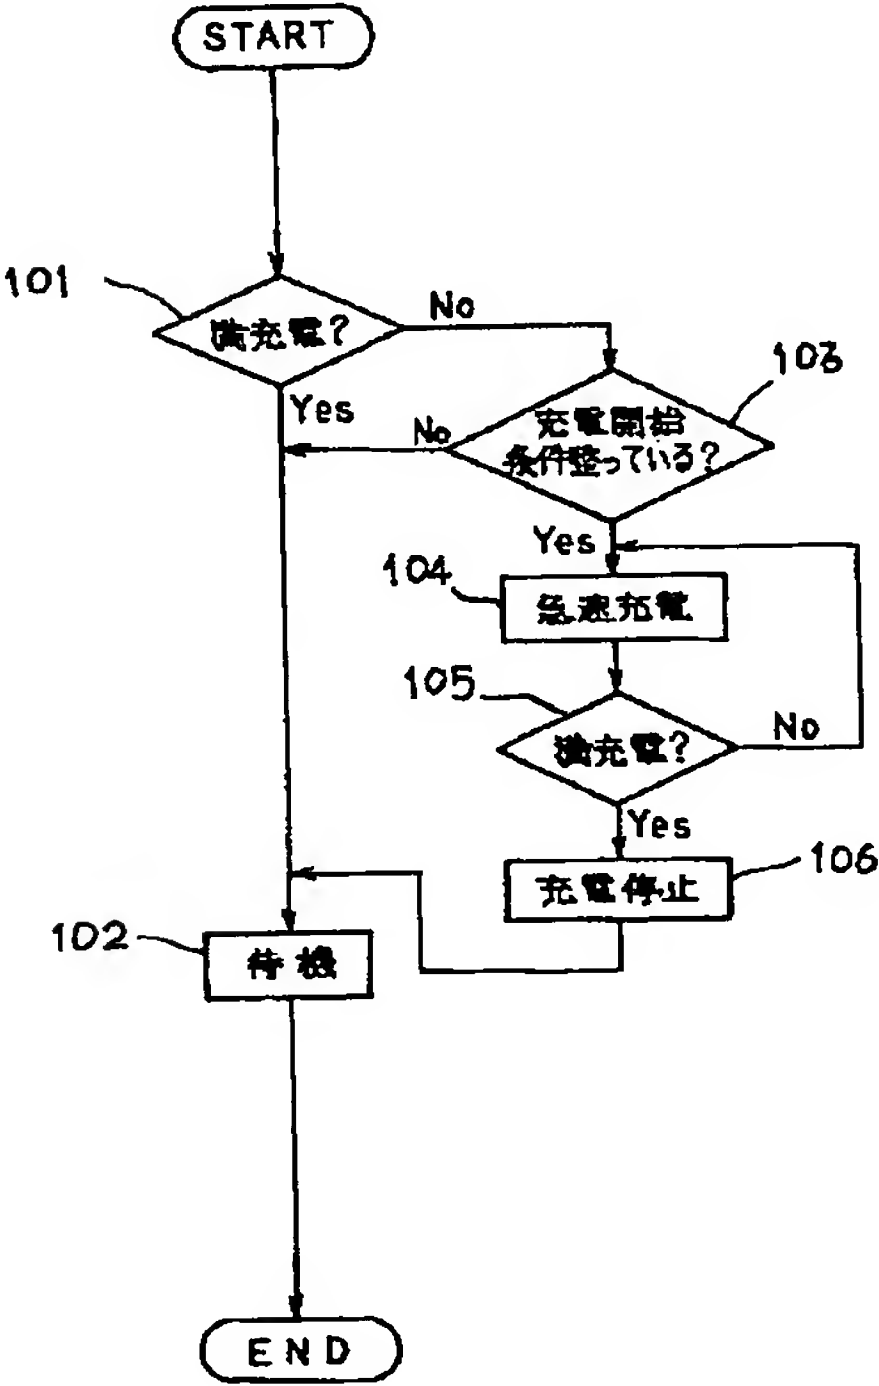 START
101
満充電?
No
Yes
103
充電開始
条件整っている?
No
Yes
104
急速充電
105
満充電?
No
Yes
106
充電停止
102
待機
END